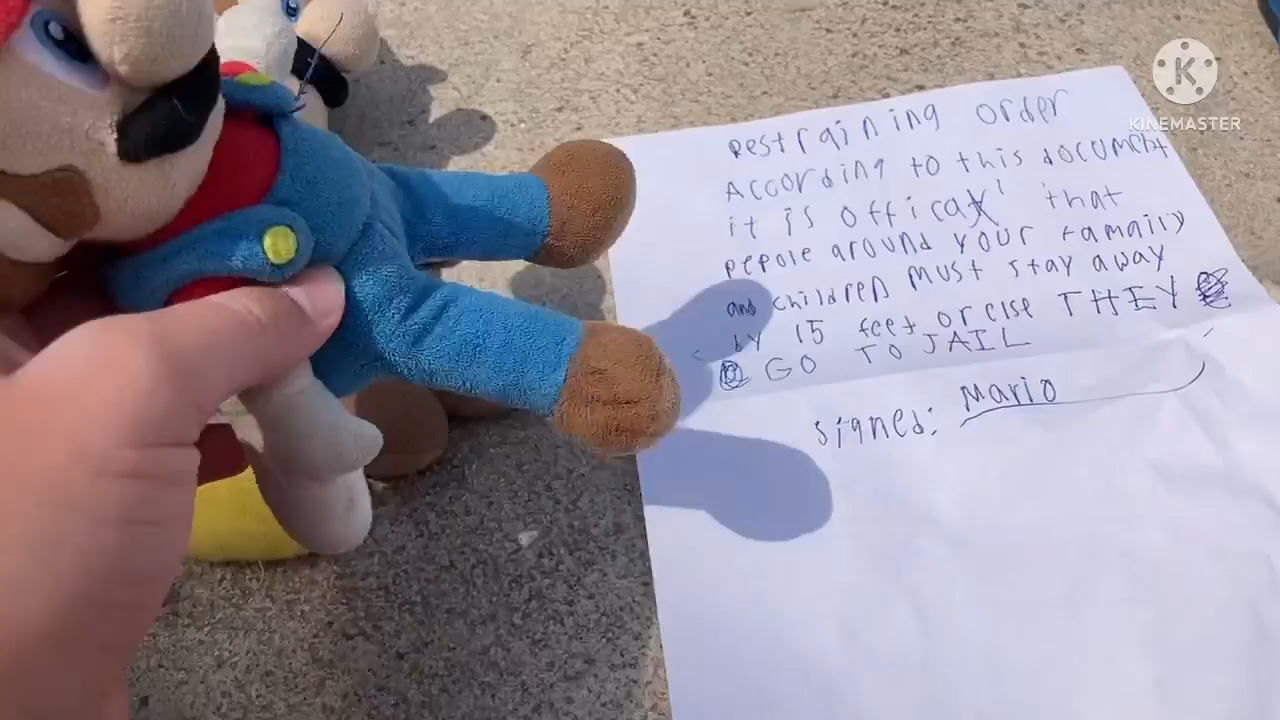 KINEMASTER
Restraining order
According to this document
it is offical that
pepole around your famaily
and children must stay away
by 15 feet or else THEY
GO TO JAIL
signed: Mario